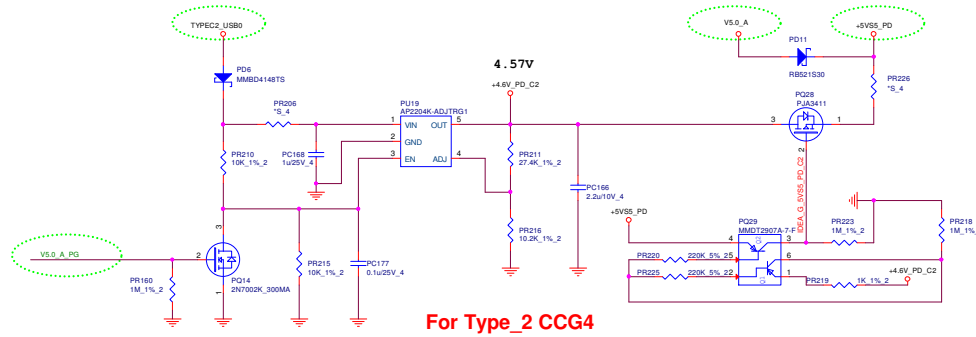 TYPEC2_USB0
V5.0_A
+5VS5_PD
PD6
MMBD4148TS
PD11
RB521S30
4.57V
+4.6V_PD_C2
PR206
*S_4
PU19
AP2204K-ADJTRG1
1 VIN OUT 5
2 GND
3 EN ADJ 4
PR226
*S_4
PQ28
PJA3411
3 1
2
PR210
10K_1%_2
PC168
1u/25V_4
PR211
27.4K_1%_2
PC166
2.2u/10V_4
IDEA_G_5VS5_PD_C2
+5VS5_PD
PQ29
MMDT2907A-7-F
PR223
1M_1%_2
PR218
1M_1%_
PR216
10.2K_1%_2
4 Q2 3
PR220 220K_5%_2 5
6
PR225 220K_5%_2 2
Q1 1
PR219 1K_1%_2
+4.6V_PD_C2
V5.0_A_PG
3
2
1
PQ14
2N7002K_300MA
PR160
1M_1%_2
PR215
10K_1%_2
PC177
0.1u/25V_4
For Type_2 CCG4